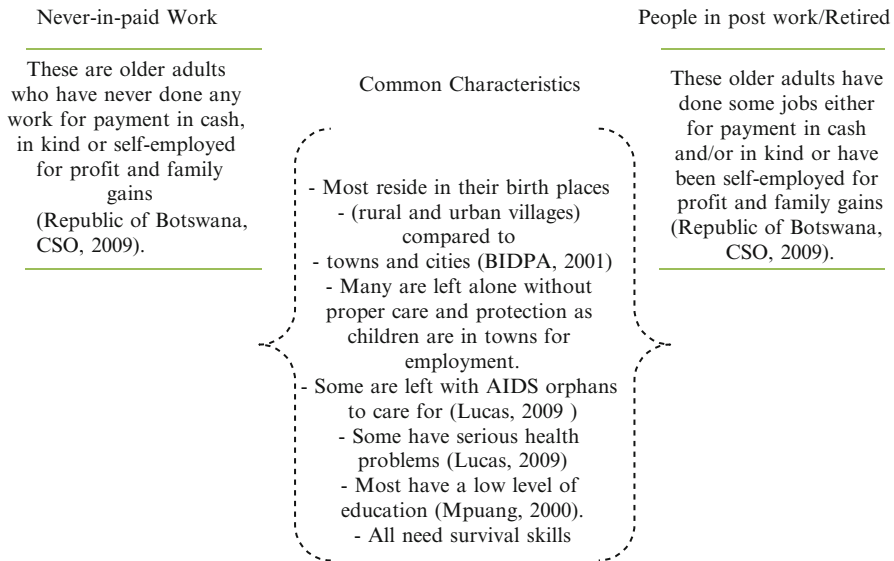 Never-in-paid Work
These are older adults
who have never done any
work for payment in cash,
in kind or self-employed
for profit and family
gains
(Republic of Botswana,
CSO, 2009).
Common Characteristics
- Most reside in their birth places
- (rural and urban villages)
compared to
- towns and cities (BIDPA, 2001)
- Many are left alone without
proper care and protection as
children are in towns for
employment.
- Some are left with AIDS orphans
to care for (Lucas, 2009 )
- Some have serious health
problems (Lucas, 2009)
- Most have a low level of
education (Mpuang, 2000).
- All need survival skills
People in post work/Retired
These older adults have
done some jobs either
for payment in cash
and/or in kind or have
been self-employed for
profit and family gains
(Republic of Botswana,
CSO, 2009).